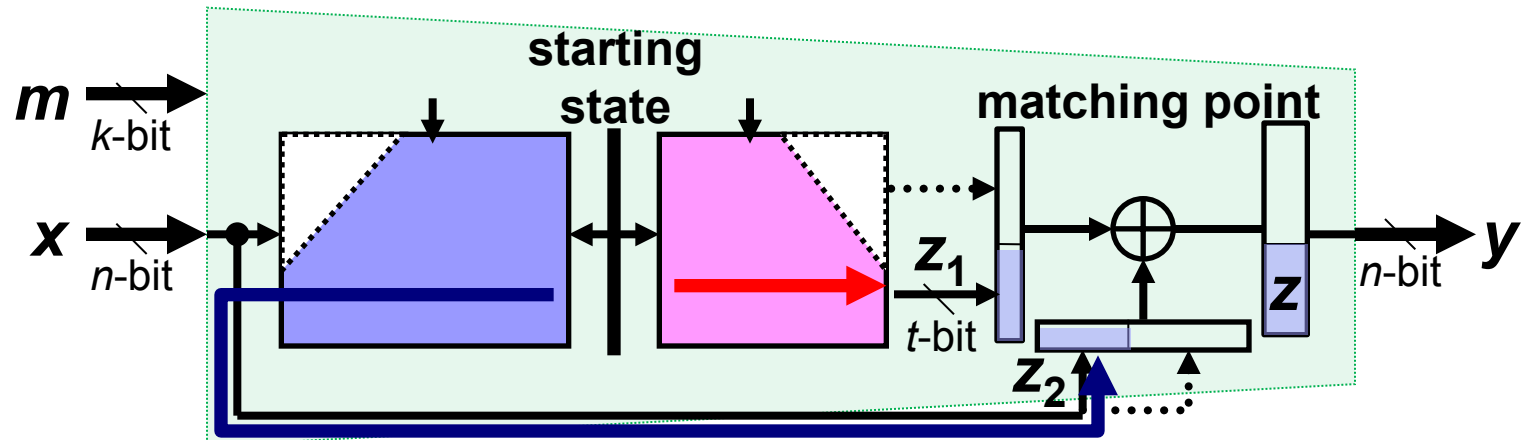 starting
state
matching point
m
k-bit
x
n-bit
z1
t-bit
z2
z
n-bit
y